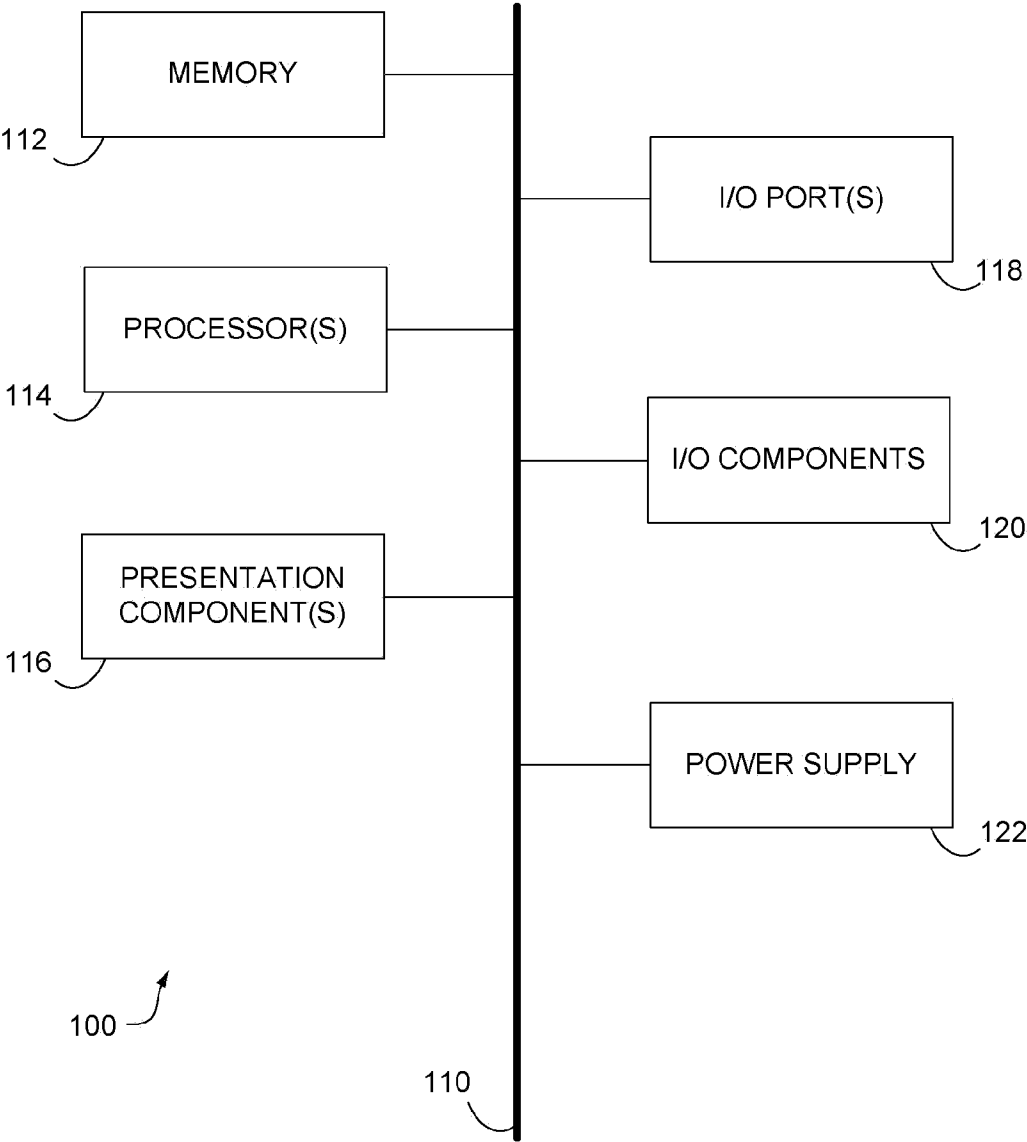 MEMORY
112
I/O PORT(S)
118
PROCESSOR(S)
114
I/O COMPONENTS
120
PRESENTATION
COMPONENT(S)
116
POWER SUPPLY
122
100
110